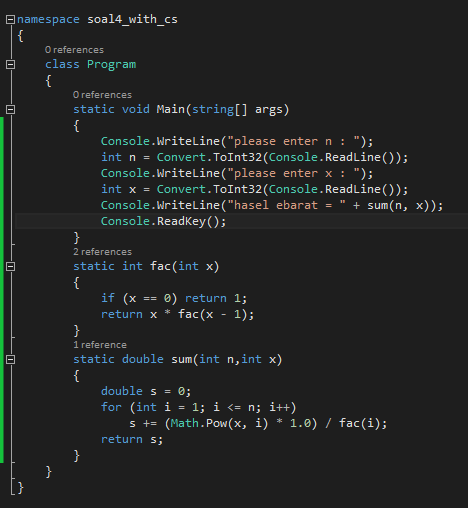 namespace soal4_with_cs
{
0 references
class Program
{
0 references
static void Main(string[] args)
{
Console.WriteLine("please enter n : ");
int n = Convert.ToInt32(Console.ReadLine());
Console.WriteLine("please enter x : ");
int x = Convert.ToInt32(Console.ReadLine());
Console.WriteLine("hasel ebarat = " + sum(n, x));
Console.ReadKey();
}
2 references
static int fac(int x)
{
if (x == 0) return 1;
return x * fac(x - 1);
}
1 reference
static double sum(int n,int x)
{
double s = 0;
for (int i = 1; i <= n; i++)
s += (Math.Pow(x, i) * 1.0) / fac(i);
return s;
}
}
}